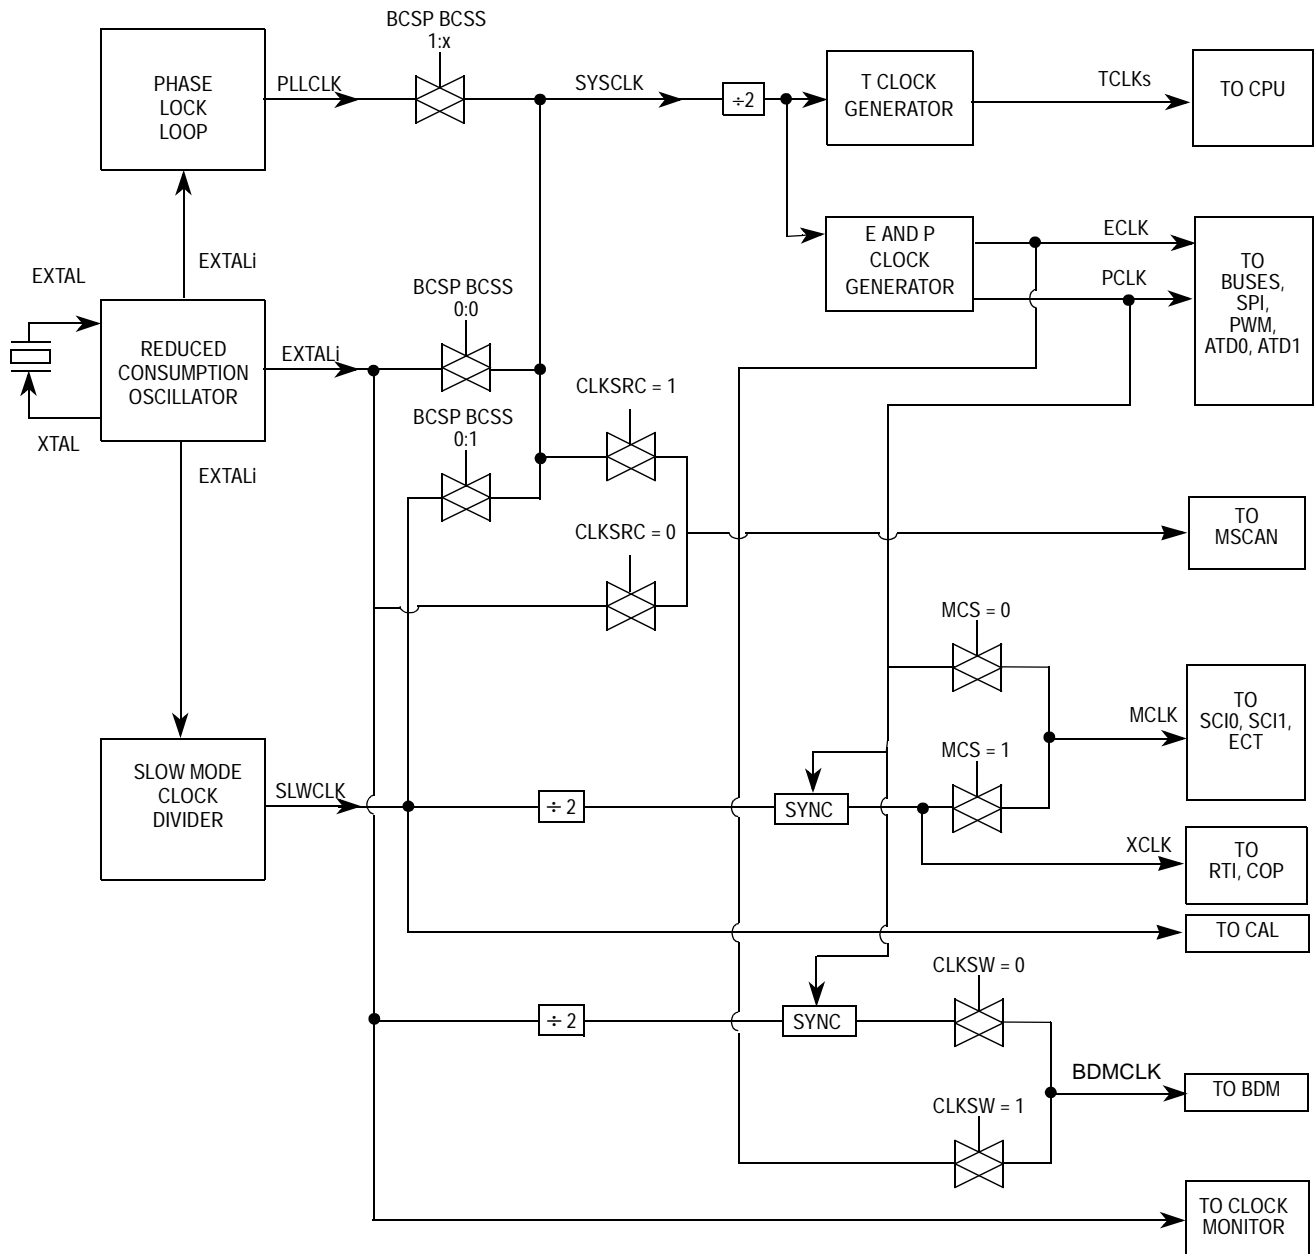 BCSP BCSS
1:x
PHASE
LOCK
LOOP
PLLCLK
SYSCLK
÷2
T CLOCK
GENERATOR
TCLKs
TO CPU
EXTALi
E AND P
CLOCK
GENERATOR
ECLK
PCLK
TO
BUSES,
SPI,
PWM,
ATD0, ATD1
EXTAL
XTAL
REDUCED
CONSUMPTION
OSCILLATOR
EXTALi
BCSP BCSS
0:0
BCSP BCSS
0:1
CLKSRC = 1
CLKSRC = 0
TO
MSCAN
EXTALi
MCS = 0
MCS = 1
MCLK
TO
SCI0, SCI1,
ECT
SLOW MODE
CLOCK
DIVIDER
SLWCLK
÷ 2
SYNC
XCLK
TO
RTI, COP
TO CAL
÷ 2
SYNC
CLKSW = 0
CLKSW = 1
BDMCLK
TO BDM
TO CLOCK
MONITOR